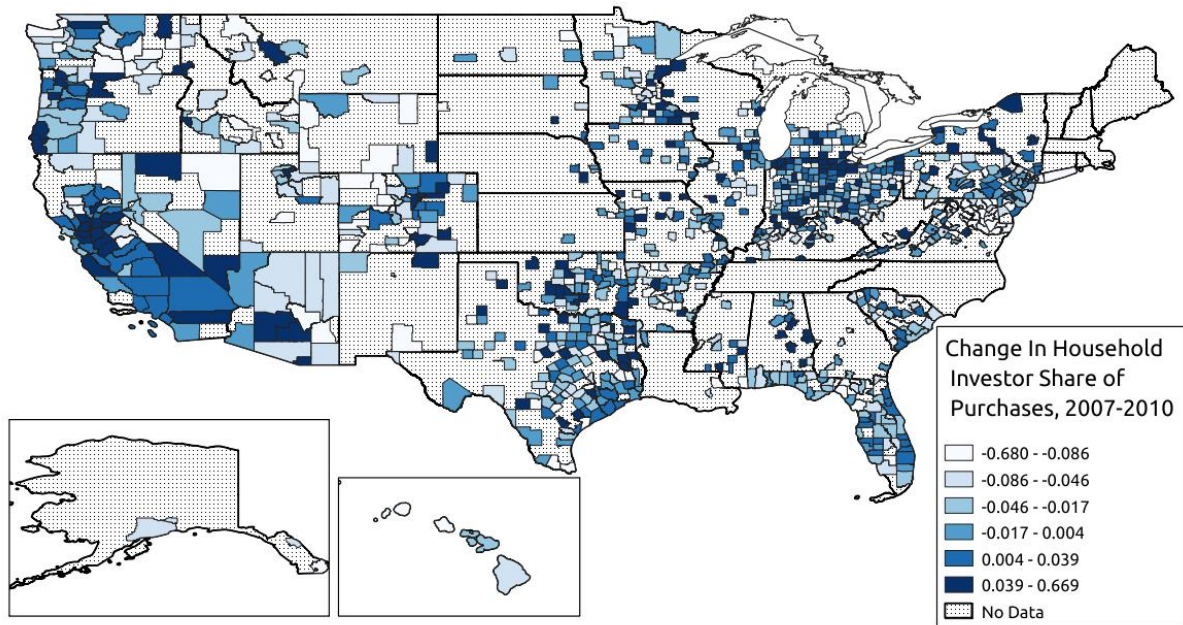 Change In Household
Investor Share of
Purchases, 2007-2010
-0.680 - -0.086
-0.086 - -0.046
-0.046 - -0.017
-0.017 - 0.004
0.004 - 0.039
0.039 - 0.669
No Data